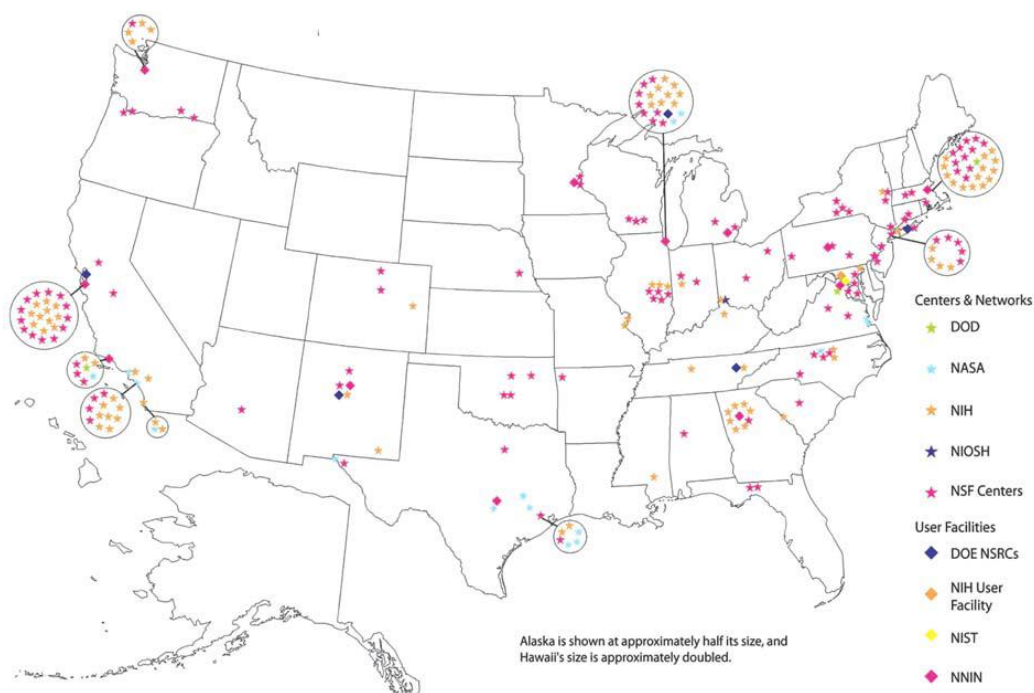 Centers & Networks
DOD
NASA
NIH
NIOSH
NSF Centers
User Facilities
DOE NSRCs
NIH User
Facility
NIST
NNIN
Alaska is shown at approximately half its size, and
Hawaii's size is approximately doubled.